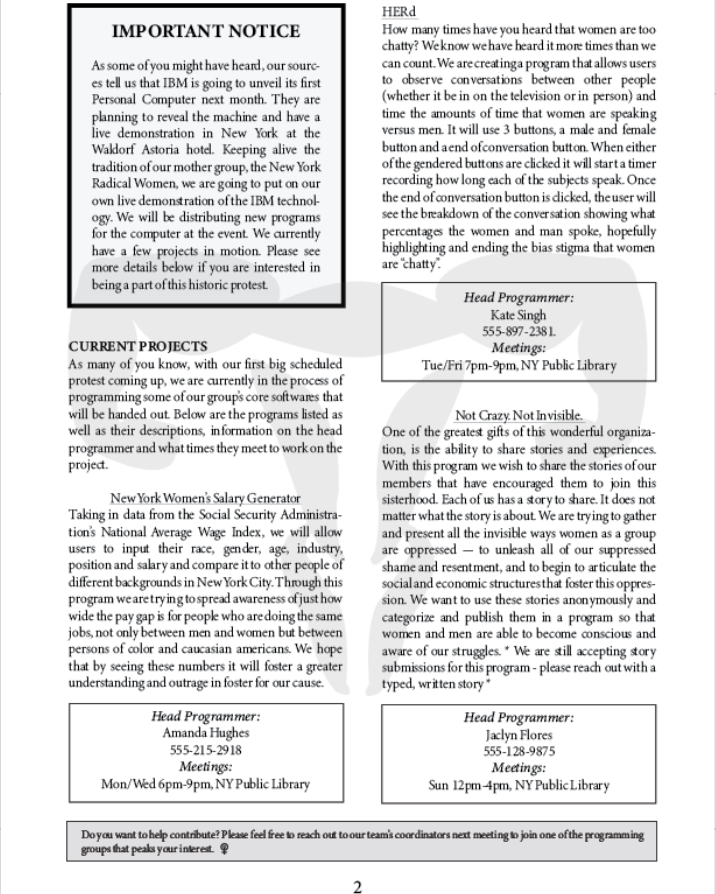 IMPORTANT NOTICE
As some of you might have heard, our sourc-
es tell us that IBM is going to unveil its first
Personal Computer next month. They are
planning to reveal the machine and have a
live demonstration in New York at the
Waldorf Astoria hotel. Keeping alive the
tradition of our mother group, the New York
Radical Women, we are going to put on our
own live demonstration of the IBM technol-
ogy. We will be distributing new programs
for the computer at the event. We currently
have a few projects in motion. Please see
more details below if you are interested in
being a part of this historic protest.
CURRENT PROJECTS
As many of you know, with our first big scheduled
protest coming up, we are currently in the process of
programming some of our group's core softwares that
will be handed out. Below are the programs listed as
well as their descriptions, information on the head
programmer and what times they meet to work on the
project.
New York Women's Salary Generator
Taking in data from the Social Security Administra-
tion's National Average Wage Index, we will allow
users to input their race, gender, age, industry,
position and salary and compare it to other people of
different backgrounds in New York City. Through this
program we are trying to spread awareness of just how
wide the pay gap is for people who are doing the same
jobs, not only between men and women but between
persons of color and caucasian americans. We hope
that by seeing these numbers it will foster a greater
understanding and outrage in foster for our cause.
Head Programmer:
Amanda Hughes
555-215-2918
Meetings:
Mon/Wed 6pm-9pm, NY Public Library
HERd
How many times have you heard that women are too
chatty? We know we have heard it more times than we
can count. We are creating a program that allows users
to observe conversations between other people
(whether it be in on the television or in person) and
time the amounts of time that women are speaking
versus men. It will use 3 buttons, a male and female
button and a end of conversation button. When either
of the gendered buttons are clicked it will start a timer
recording how long each of the subjects speak. Once
the end of conversation button is clicked, the user will
see the breakdown of the conversation showing what
percentages the women and man spoke, hopefully
highlighting and ending the bias stigma that women
are "chatty".
Head Programmer:
Kate Singh
555-897-2381.
Meetings:
Tue/Fri 7pm-9pm, NY Public Library
Not Crazy. Not Invisible.
One of the greatest gifts of this wonderful organiza-
tion, is the ability to share stories and experiences.
With this program we wish to share the stories of our
members that have encouraged them to join this
sisterhood. Each of us has a story to share. It does not
matter what the story is about. We are trying to gather
and present all the invisible ways women as a group
are oppressed — to unleash all of our suppressed
shame and resentment, and to begin to articulate the
social and economic structures that foster this oppres-
sion. We want to use these stories anonymously and
categorize and publish them in a program so that
women and men are able to become conscious and
aware of our struggles. * We are still accepting story
submissions for this program - please reach out with a
typed, written story *
Head Programmer:
Jaclyn Flores
555-128-9875
Meetings:
Sun 12pm-4pm, NY Public Library
Do you want to help contribute? Please feel free to reach out to our team's coordinators next meeting to join one of the programming
groups that peaks your interest.
2